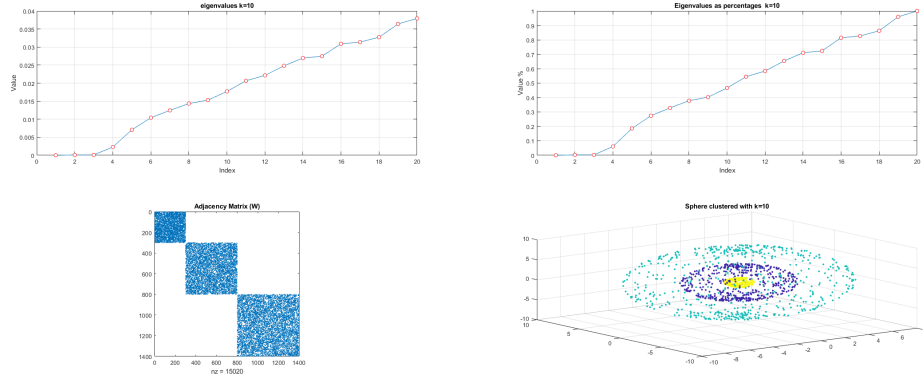 eigenvalues k=10
0.04
0.035
0.03
0.025
0.02
0.015
0.01
0.005
0
Value
0 2 4 6 8 10 12 14 16 18 20
Index
Eigenvalues as percentages k=10
1
0.9
0.8
0.7
0.6
0.5
0.4
0.3
0.2
0.1
0
Value %
0 2 4 6 8 10 12 14 16 18 20
Index
Adjacency Matrix (W)
0
200
400
600
800
1000
1200
1400
0 200 400 600 800 1000 1200 1400
nz = 15020
Sphere clustered with k=10
10
5
0
-5
-10
10
5
0
-5
-10
-10 -8 -6 -4 -2 0 2 4 6